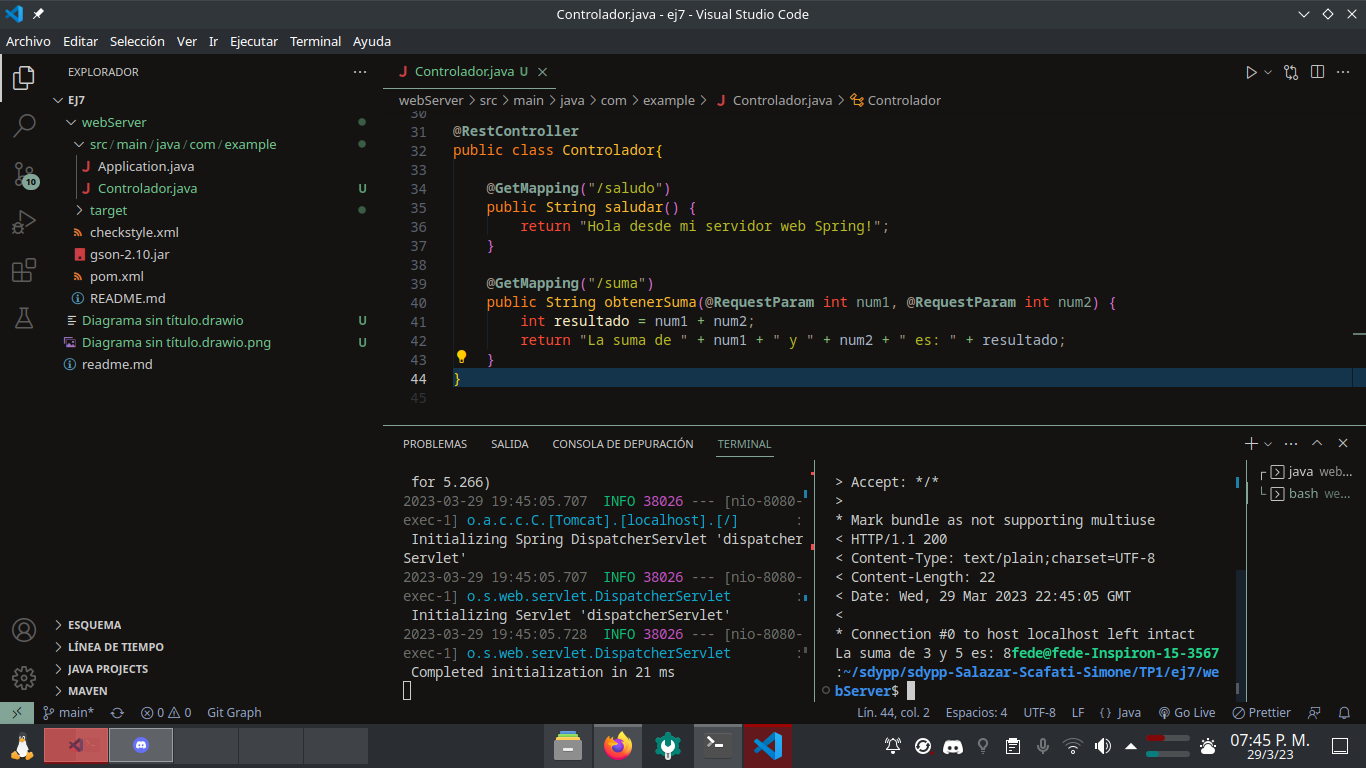 Controlador.java - ej7 - Visual Studio Code
Archivo Editar Selección Ver Ir Ejecutar Terminal Ayuda
EXPLORADOR ···
EJ7
webServer
src / main / java / com / example
J Application.java
J Controlador.java U
target
checkstyle.xml
gson-2.10.jar
pom.xml
README.md
Diagrama sin título.drawio U
Diagrama sin título.drawio.png U
readme.md
10
ESQUEMA
LÍNEA DE TIEMPO
JAVA PROJECTS
MAVEN
J Controlador.java U
webServer > src > main > java > com > example > J Controlador.java > Controlador
30
31 @RestController
32 public class Controlador{
33
34 @GetMapping("/saludo")
35 public String saludar() {
36 return "Hola desde mi servidor web Spring!";
37 }
38
39 @GetMapping("/suma")
40 public String obtenerSuma(@RequestParam int num1, @RequestParam int num2) {
41 int resultado = num1 + num2;
42 return "La suma de " + num1 + " y " + num2 + " es: " + resultado;
43 }
44 }
45
PROBLEMAS SALIDA CONSOLA DE DEPURACIÓN TERMINAL
for 5.266)
2023-03-29 19:45:05.707 INFO 38026 --- [nio-8080-
exec-1] o.a.c.c.C.[Tomcat].[localhost].[/] :
Initializing Spring DispatcherServlet 'dispatcher
Servlet'
2023-03-29 19:45:05.707 INFO 38026 --- [nio-8080-
exec-1] o.s.web.servlet.DispatcherServlet :
Initializing Servlet 'dispatcherServlet'
2023-03-29 19:45:05.728 INFO 38026 --- [nio-8080-
exec-1] o.s.web.servlet.DispatcherServlet :
Completed initialization in 21 ms
> Accept: */*
>
* Mark bundle as not supporting multiuse
< HTTP/1.1 200
< Content-Type: text/plain;charset=UTF-8
< Content-Length: 22
< Date: Wed, 29 Mar 2023 22:45:05 GMT
<
* Connection #0 to host localhost left intact
La suma de 3 y 5 es: 8fede@fede-Inspiron-15-3567
:~/sdypp/sdypp-Salazar-Scafati-Simone/TP1/ej7/we
bServer$
java web...
bash we...
main* 0 0 Git Graph
Lín. 44, col. 2 Espacios: 4 UTF-8 LF {} Java Go Live Prettier
07:45 P. M.
29/3/23